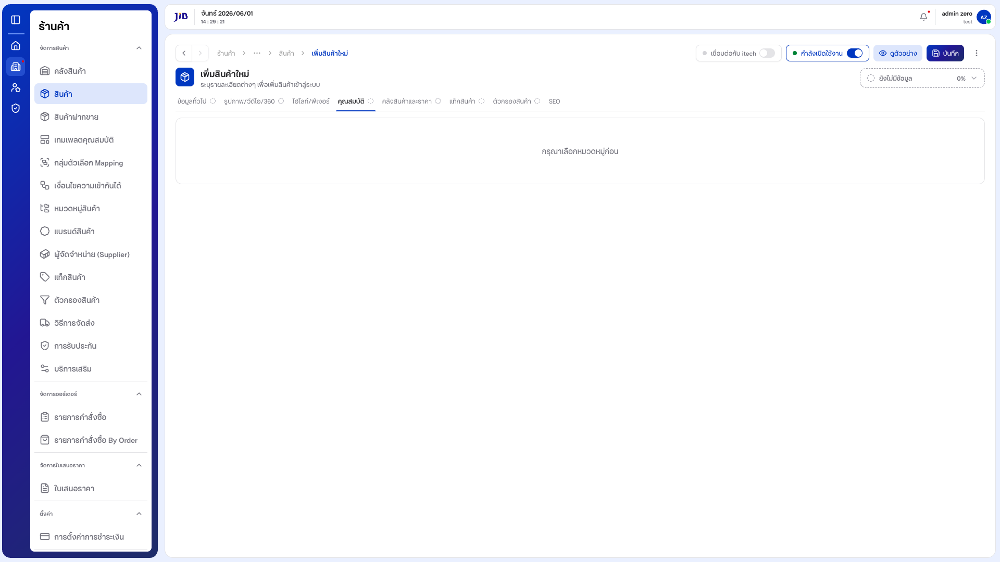 ร้านค้า
จัดการสินค้า
คลังสินค้า
สินค้า
สินค้าฝากขาย
เทมเพลตคุณสมบัติ
กลุ่มตัวเลือก Mapping
เงื่อนไขความเข้ากันได้
หมวดหมู่สินค้า
แบรนด์สินค้า
ผู้จัดจำหน่าย (Supplier)
แท็กสินค้า
ตัวกรองสินค้า
วิธีการจัดส่ง
การรับประกัน
บริการเสริม
จัดการออร์เดอร์
รายการคำสั่งซื้อ
รายการคำสั่งซื้อ By Order
จัดการใบเสนอราคา
ใบเสนอราคา
ตั้งค่า
การตั้งค่าการชำระเงิน
JIB
จันทร์ 2026/06/01
14 : 29 : 21
admin zero
test
AZ
ร้านค้า > ••• > สินค้า > เพิ่มสินค้าใหม่
เชื่อมต่อกับ itech
กำลังเปิดใช้งาน
ดูตัวอย่าง
บันทึก
เพิ่มสินค้าใหม่
ระบุรายละเอียดต่างๆ เพื่อเพิ่มสินค้าเข้าสู่ระบบ
ยังไม่มีข้อมูล 0%
ข้อมูลทั่วไป รูปภาพ/วีดีโอ/360 ไฮไลท์/ฟีเจอร์ คุณสมบัติ คลังสินค้าและราคา แท็กสินค้า ตัวกรองสินค้า SEO
กรุณาเลือกหมวดหมู่ก่อน